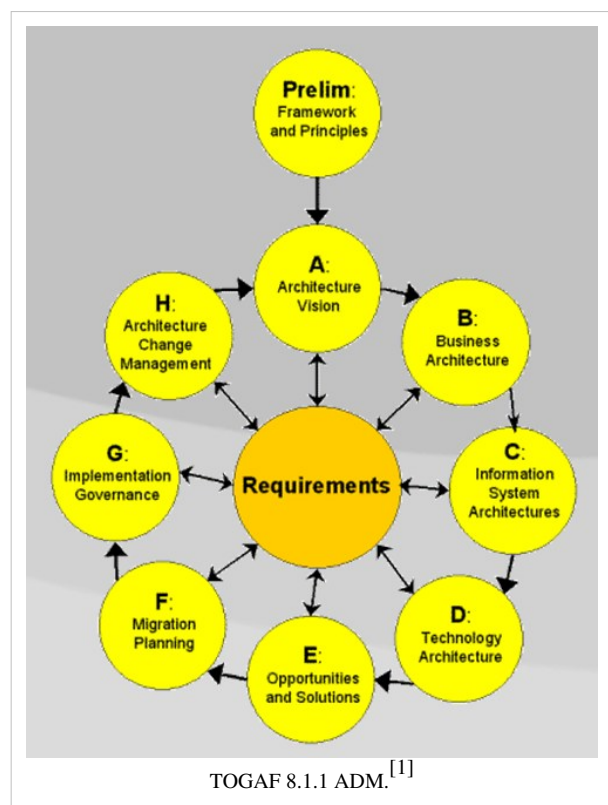 Prelim:
Framework
and Principles
A:
Architecture
Vision
H:
Architecture
Change
Management
B:
Business
Architecture
G:
Implementation
Governance
Requirements
C:
Information
System
Architectures
F:
Migration
Planning
D:
Technology
Architecture
E:
Opportunities
and Solutions
TOGAF 8.1.1 ADM.[1]